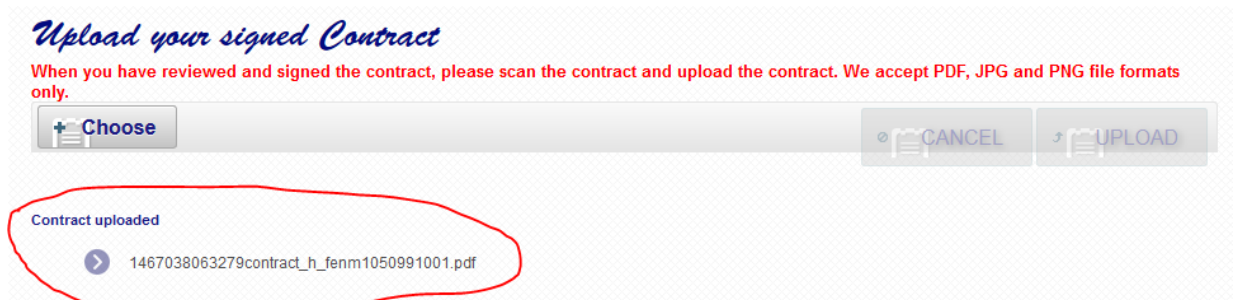 Upload your signed Contract
When you have reviewed and signed the contract, please scan the contract and upload the contract. We accept PDF, JPG and PNG file formats
only.
Choose
CANCEL
UPLOAD
Contract uploaded
1467038063279contract_h_fenm1050991001.pdf